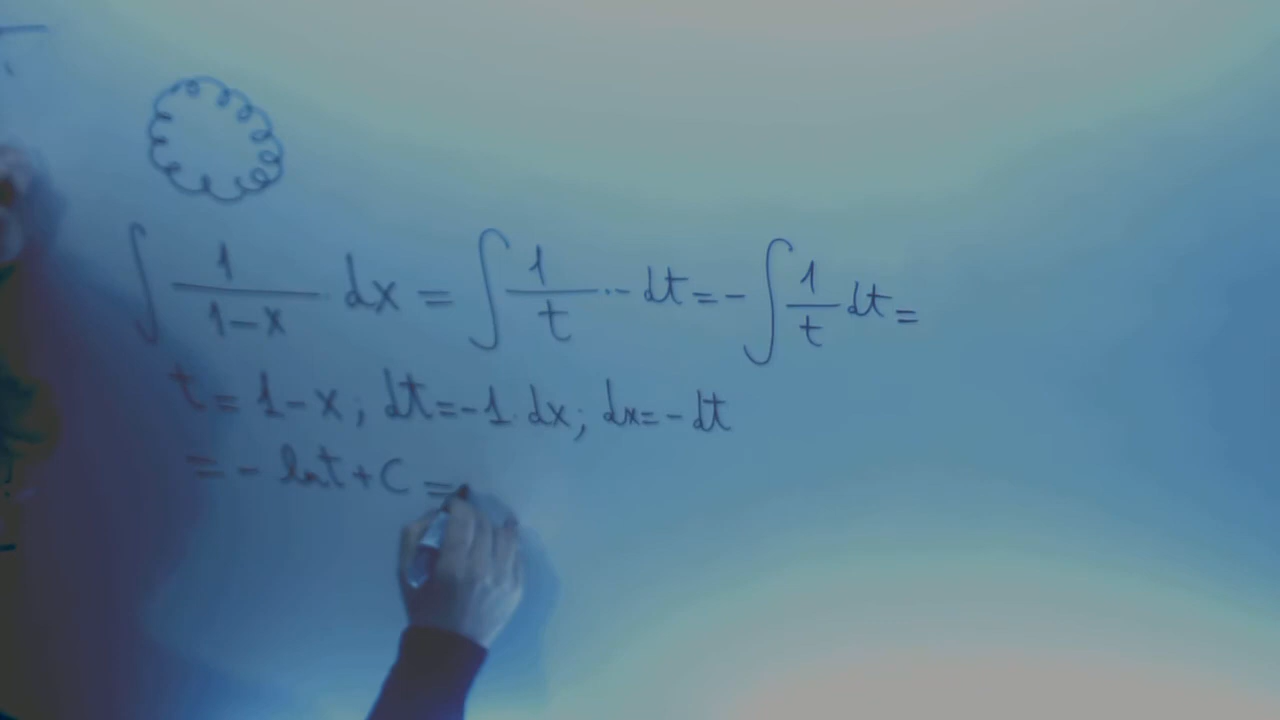 ∫ 1/(1-x) dx = ∫ 1/t ·- dt = - ∫ 1/t dt =
t = 1-x; dt=-1·dx; dx=-dt
= - ln t + C =